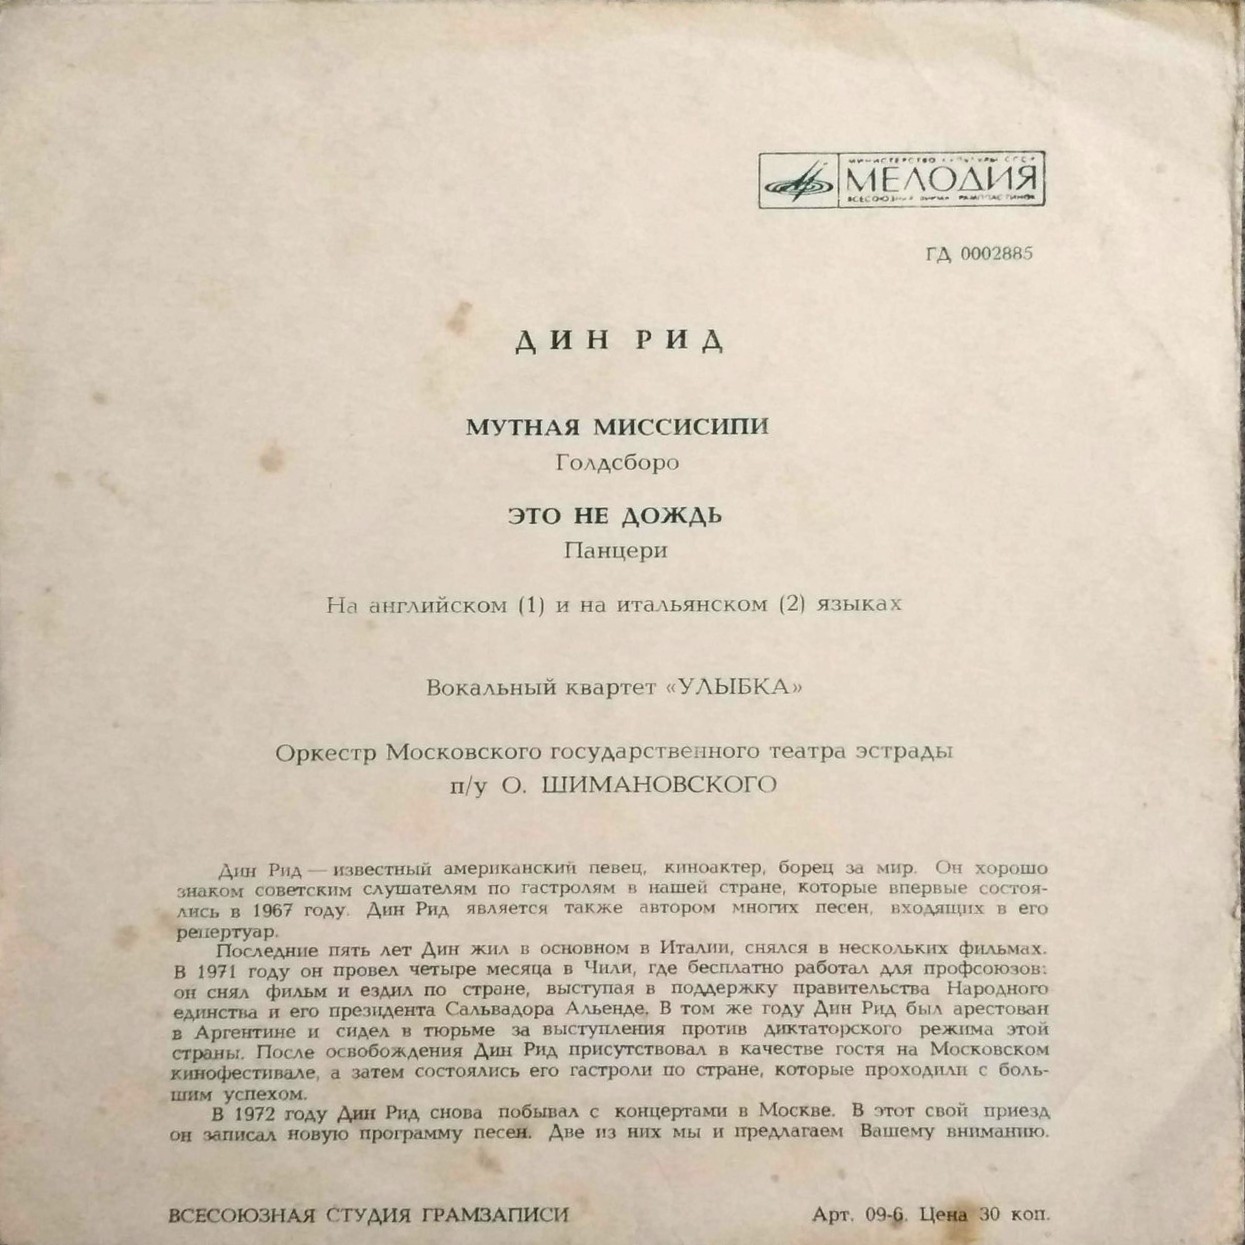 МИНИСТЕРСТВО КУЛЬТУРЫ СССР
МЕЛОДИЯ
ВСЕСОЮЗНАЯ ФИРМА ГРАМПЛАСТИНОК
ГД 0002885
ДИН РИД
МУТНАЯ МИССИСИПИ
Голдсборо
ЭТО НЕ ДОЖДЬ
Панцери
На английском (1) и на итальянском (2) языках
Вокальный квартет «УЛЫБКА»
Оркестр Московского государственного театра эстрады
п/у О. ШИМАНОВСКОГО
Дин Рид — известный американский певец, киноактер, борец за мир. Он хорошо
знаком советским слушателям по гастролям в нашей стране, которые впервые состоя-
лись в 1967 году. Дин Рид является также автором многих песен, входящих в его
репертуар.
Последние пять лет Дин жил в основном в Италии, снялся в нескольких фильмах.
В 1971 году он провел четыре месяца в Чили, где бесплатно работал для профсоюзов:
он снял фильм и ездил по стране, выступая в поддержку правительства Народного
единства и его президента Сальвадора Альенде. В том же году Дин Рид был арестован
в Аргентине и сидел в тюрьме за выступления против диктаторского режима этой
страны. После освобождения Дин Рид присутствовал в качестве гостя на Московском
кинофестивале, а затем состоялись его гастроли по стране, которые проходили с боль-
шим успехом.
В 1972 году Дин Рид снова побывал с концертами в Москве. В этот свой приезд
он записал новую программу песен. Две из них мы и предлагаем Вашему вниманию.
ВСЕСОЮЗНАЯ СТУДИЯ ГРАМЗАПИСИ
Арт. 09-6. Цена 30 коп.